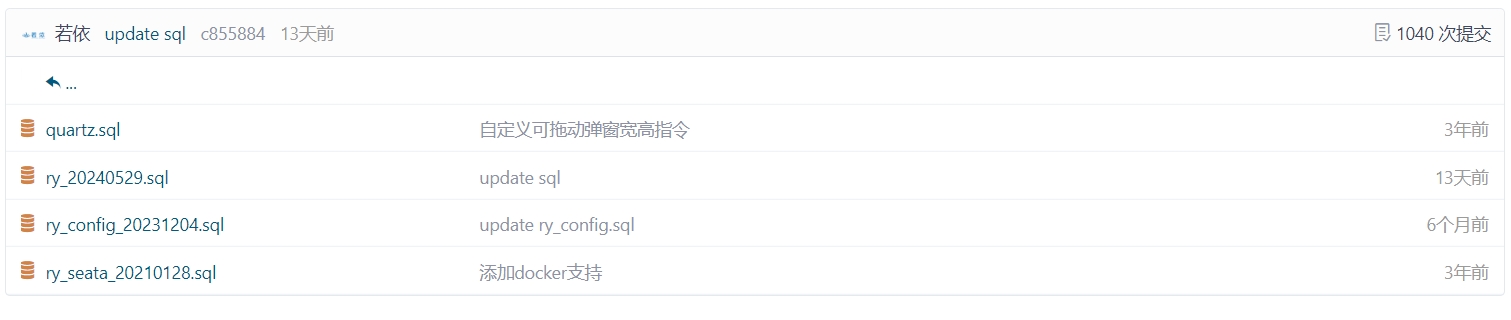 若依 update sql c855884 13天前 1040 次提交
...
quartz.sql 自定义可拖动弹窗宽高指令 3年前
ry_20240529.sql update sql 13天前
ry_config_20231204.sql update ry_config.sql 6个月前
ry_seata_20210128.sql 添加docker支持 3年前